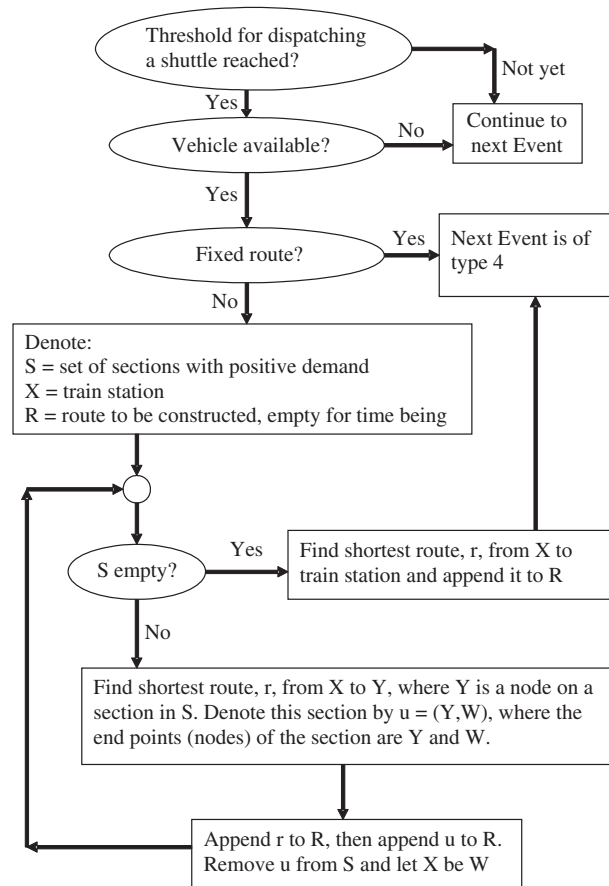 Threshold for dispatching
a shuttle reached?
Not yet
Yes
Continue to
next Event
Vehicle available?
No
Yes
Fixed route?
Yes
Next Event is of
type 4
No
Denote:
S = set of sections with positive demand
X = train station
R = route to be constructed, empty for time being
S empty?
Yes
Find shortest route, r, from X to
train station and append it to R
No
Find shortest route, r, from X to Y, where Y is a node on a
section in S. Denote this section by u = (Y,W), where the
end points (nodes) of the section are Y and W.
Append r to R, then append u to R.
Remove u from S and let X be W